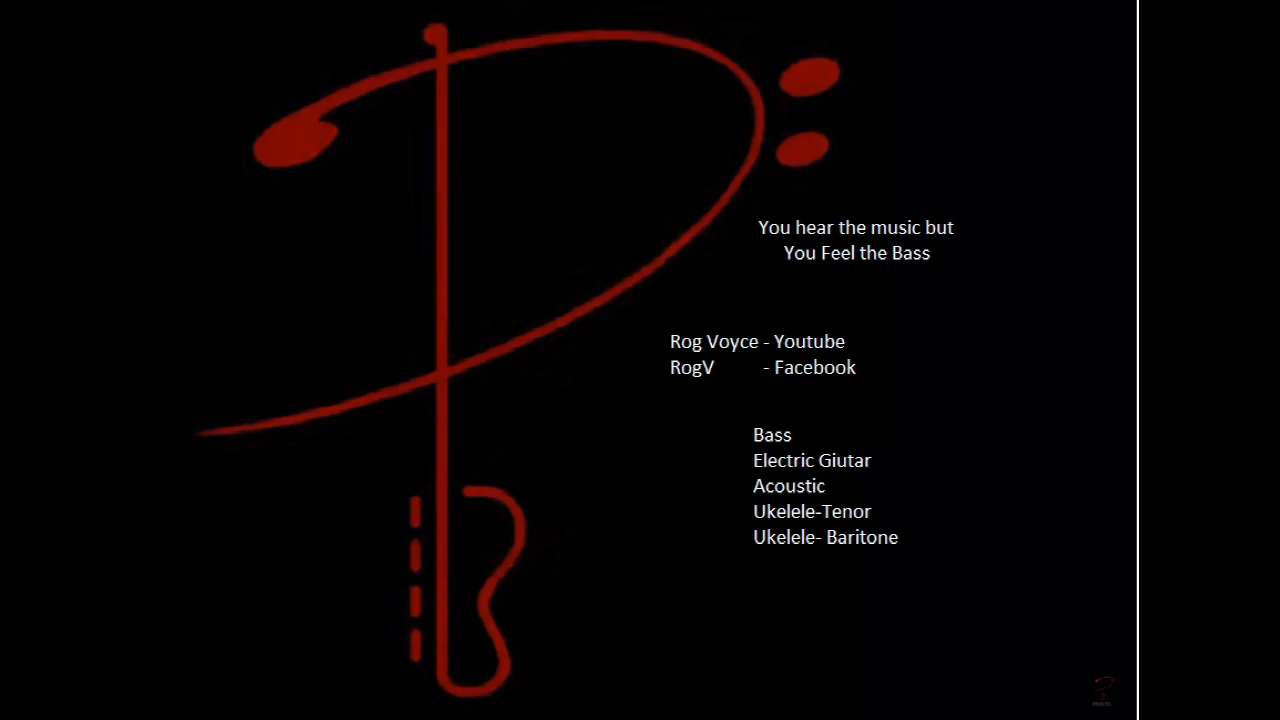 You hear the music but
You Feel the Bass
Rog Voyce - Youtube
RogV - Facebook
Bass
Electric Giutar
Acoustic
Ukelele-Tenor
Ukelele- Baritone